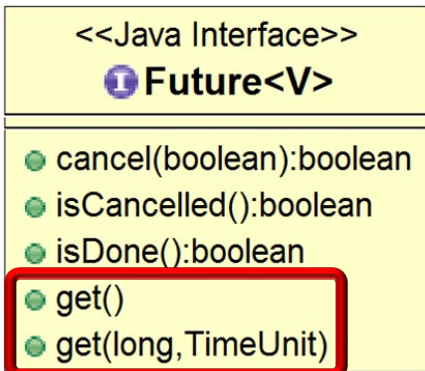 <<Java Interface>>
I Future<V>
cancel(boolean):boolean
isCancelled():boolean
isDone():boolean
get()
get(long,TimeUnit)